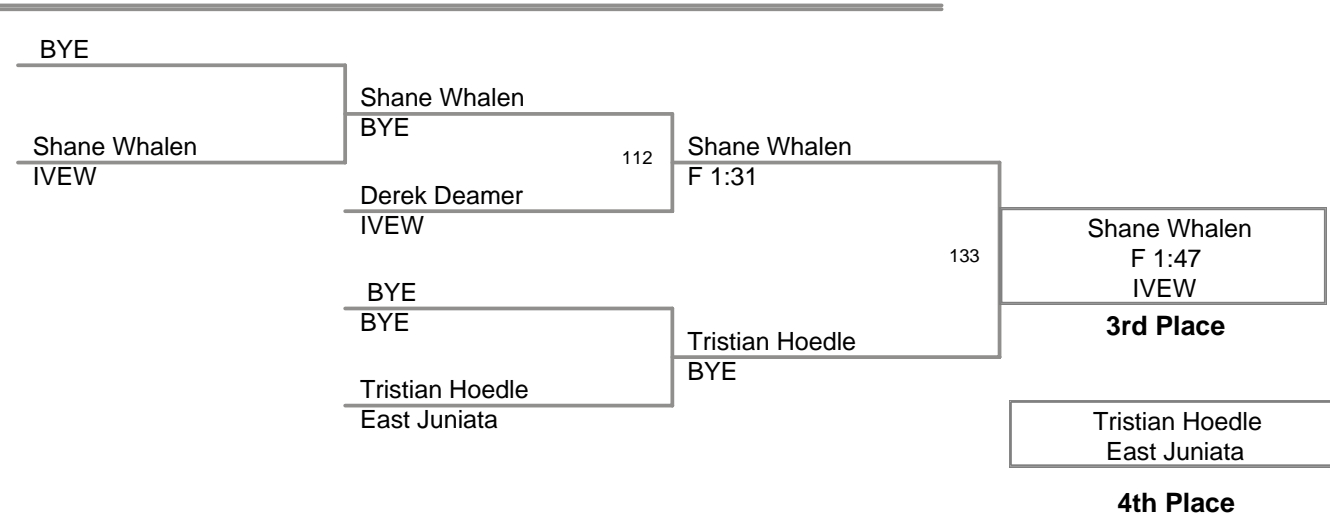 BYE
Shane Whalen
IVEW
Shane Whalen
BYE
112
Derek Deamer
IVEW
BYE
BYE
Tristian Hoedle
East Juniata
Shane Whalen
F 1:31
133
Tristian Hoedle
BYE
Shane Whalen
F 1:47
IVEW
3rd Place
Tristian Hoedle
East Juniata
4th Place